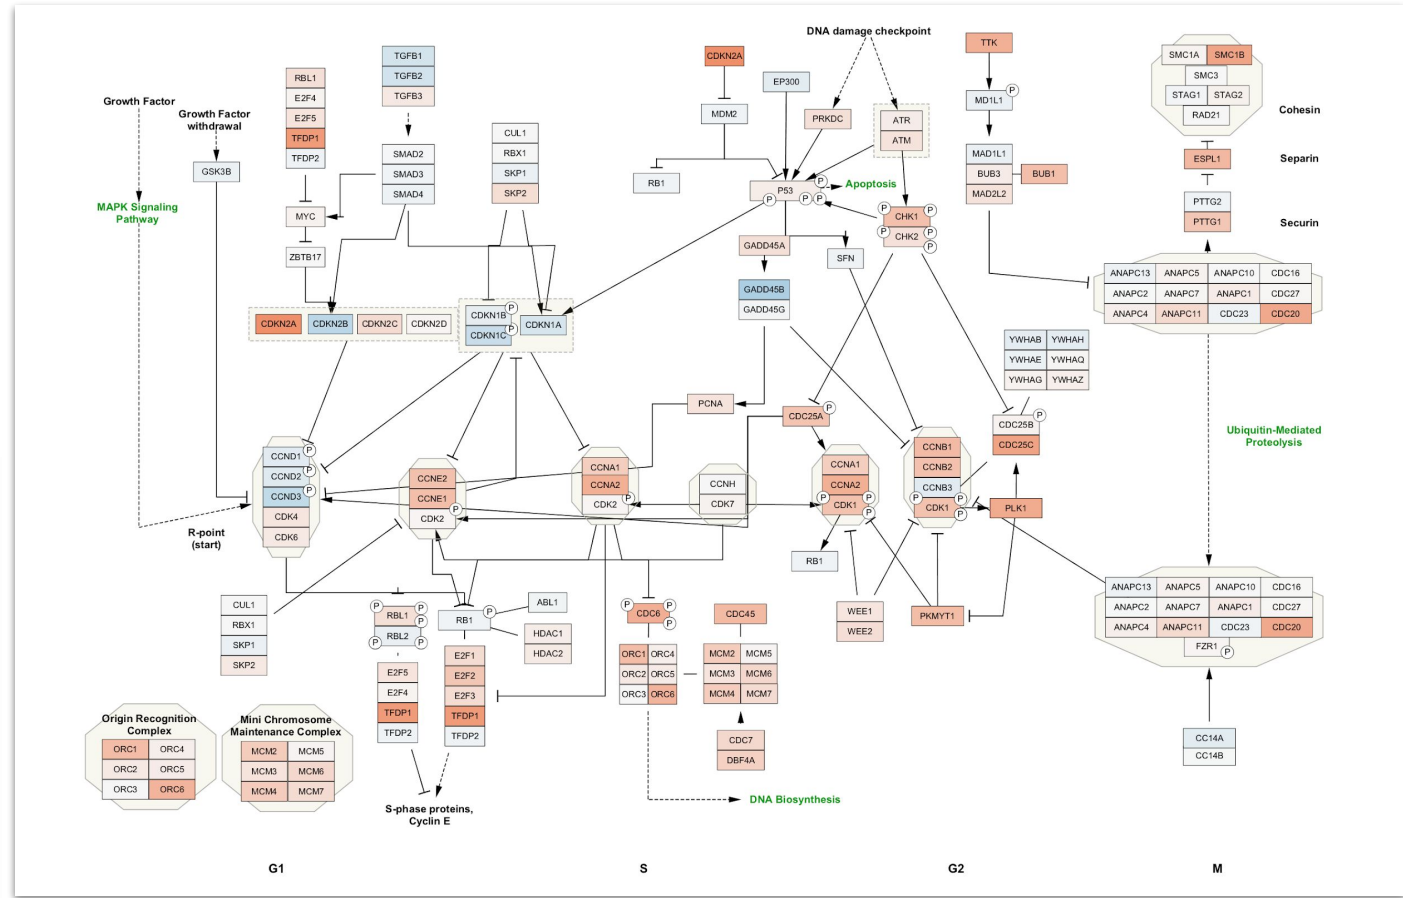 DNA damage checkpoint
TTK
TGFB1
TGFB2
TGFB3
CDKN2A
SMC1A SMC1B
SMC3
STAG1 STAG2
RAD21
Cohesin
RBL1
E2F4
E2F5
TFDP1
TFDP2
EP300
P
MD1L1
Growth Factor
Growth Factor
withdrawal
MDM2
PRKDC
ATR
ATM
CUL1
RBX1
SKP1
SKP2
SMAD2
SMAD3
SMAD4
MAD1L1
BUB3
MAD2L2
BUB1
ESPL1
Separin
GSK3B
RB1
P53
P
P
P P
Apoptosis
PTTG2
PTTG1
Securin
MAPK Signaling
Pathway
MYC
P P
CHK1
P P
CHK2
P
ZBTB17
GADD45A
SFN
GADD45B
GADD45G
ANAPC13 ANAPC5 ANAPC10 CDC16
ANAPC2 ANAPC7 ANAPC1 CDC27
ANAPC4 ANAPC11 CDC23 CDC20
CDKN2A CDKN2B CDKN2C CDKN2D
CDKN1B P
CDKN1C P
CDKN1A
YWHAB YWHAH
YWHAE YWHAQ
YWHAG YWHAZ
PCNA
CDC25A P
CDC25B P
CDC25C
Ubiquitin-Mediated
Proteolysis
CCND1 P
CCND2 P
CCND3 P
CDK4
CDK6
CCNE2
CCNE1
CDK2 P
CCNA1
CCNA2
CDK2 P
CCNH
CDK7
CCNA1
CCNA2
P CDK1 P
P
CCNB1
CCNB2
CCNB3
P CDK1 P
P
PLK1
R-point
(start)
RB1
CUL1
RBX1
SKP1
SKP2
P
RBL1 P
P
RBL2
P P
RB1 P
ABL1
HDAC1
HDAC2
P P
CDC6
P
CDC45
WEE1
WEE2
PKMYT1
ANAPC13 ANAPC5 ANAPC10 CDC16
ANAPC2 ANAPC7 ANAPC1 CDC27
ANAPC4 ANAPC11 CDC23 CDC20
FZR1 P
E2F5
E2F4
TFDP1
TFDP2
E2F1
E2F2
E2F3
TFDP1
TFDP2
ORC1 ORC4
ORC2 ORC5
ORC3 ORC6
MCM2 MCM5
MCM3 MCM6
MCM4 MCM7
CDC7
DBF4A
CC14A
CC14B
Origin Recognition
Complex
ORC1 ORC4
ORC2 ORC5
ORC3 ORC6
Mini Chromosome
Maintenance Complex
MCM2 MCM5
MCM3 MCM6
MCM4 MCM7
S-phase proteins,
Cyclin E
DNA Biosynthesis
G1 S G2 M